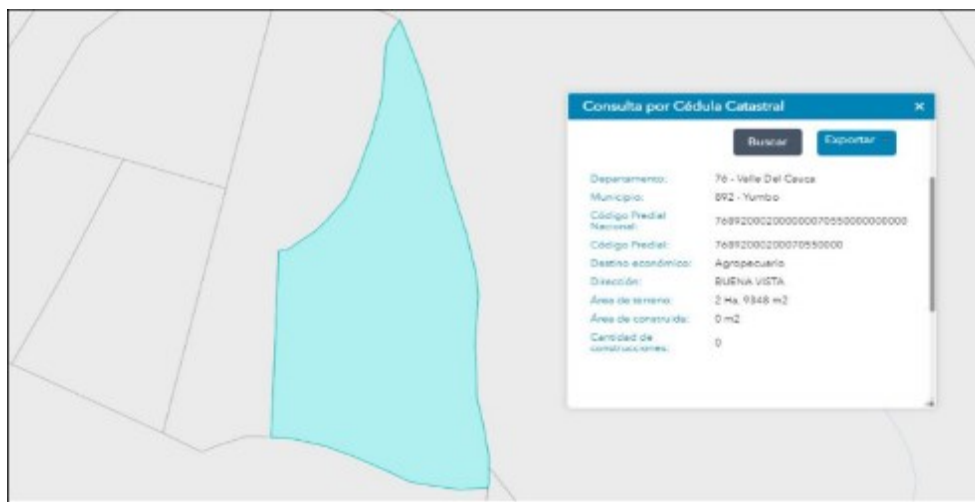 Consulta por Cédula Catastral ×
Buscar Exportar
Departamento: 76 - Valle Del Cauca
Municipio: 892 - Yumbo
Código Predial
Nacional: 768920002000000070550000000000
Código Predial: 76892000200070550000
Destino económico: Agropecuario
Dirección: BUENA VISTA
Área de terreno: 2 Ha. 9348 m2
Área de construida: 0 m2
Cantidad de
construcciones: 0